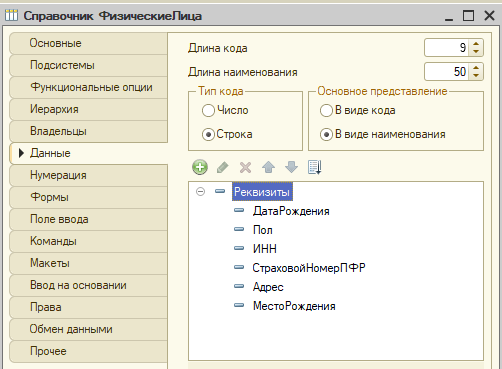 Справочник ФизическиеЛица
Основные
Подсистемы
Функциональные опции
Иерархия
Владельцы
Данные
Нумерация
Формы
Поле ввода
Команды
Макеты
Ввод на основании
Права
Обмен данными
Прочее
Длина кода 9
Длина наименования 50
Тип кода
Число
Строка
Основное представление
В виде кода
В виде наименования
Реквизиты
ДатаРождения
Пол
ИНН
СтраховойНомерПФР
Адрес
МестоРождения